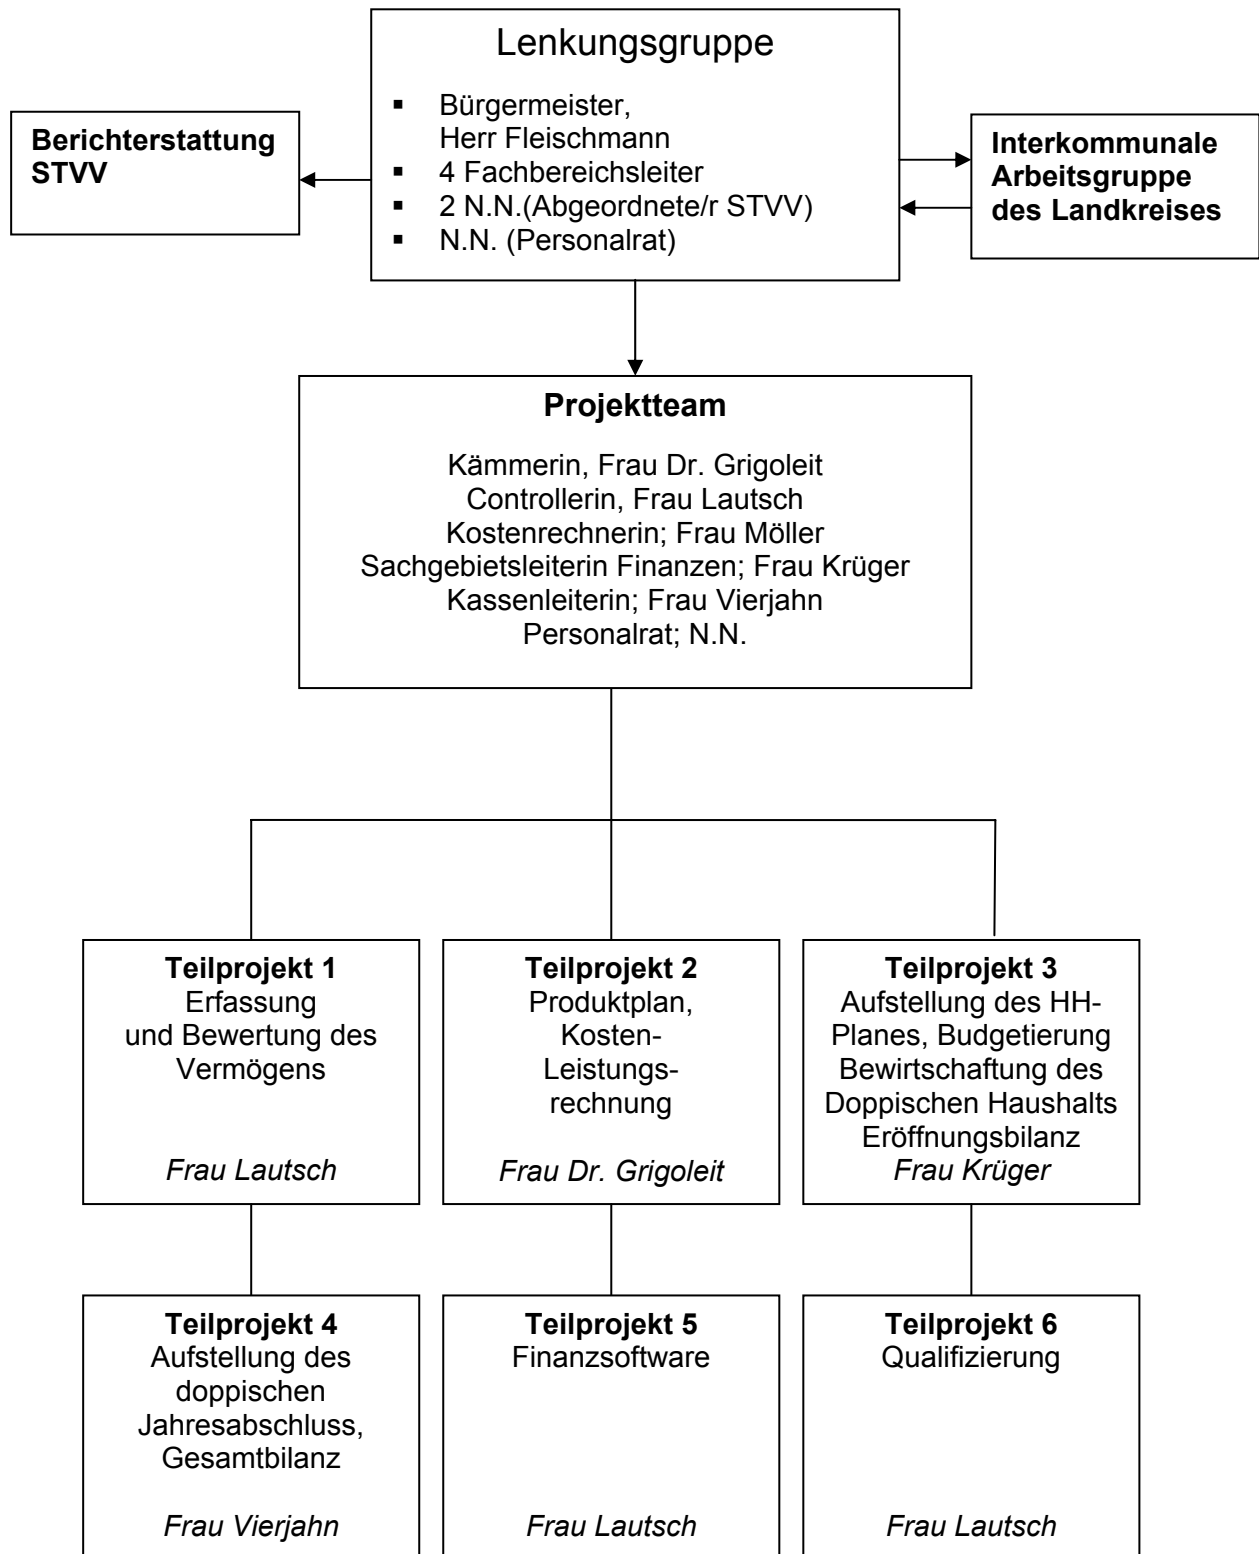 Lenkungsgruppe
▪ Bürgermeister,
Herr Fleischmann
▪ 4 Fachbereichsleiter
▪ 2 N.N.(Abgeordnete/r STVV)
▪ N.N. (Personalrat)
Berichterstattung
STVV
Interkommunale
Arbeitsgruppe
des Landkreises
Projektteam
Kämmerin, Frau Dr. Grigoleit
Controllerin, Frau Lautsch
Kostenrechnerin; Frau Möller
Sachgebietsleiterin Finanzen; Frau Krüger
Kassenleiterin; Frau Vierjahn
Personalrat; N.N.
Teilprojekt 1
Erfassung
und Bewertung des
Vermögens
Frau Lautsch
Teilprojekt 2
Produktplan,
Kosten-
Leistungs-
rechnung
Frau Dr. Grigoleit
Teilprojekt 3
Aufstellung des HH-
Planes, Budgetierung
Bewirtschaftung des
Doppischen Haushalts
Eröffnungsbilanz
Frau Krüger
Teilprojekt 4
Aufstellung des
doppischen
Jahresabschluss,
Gesamtbilanz
Frau Vierjahn
Teilprojekt 5
Finanzsoftware
Frau Lautsch
Teilprojekt 6
Qualifizierung
Frau Lautsch